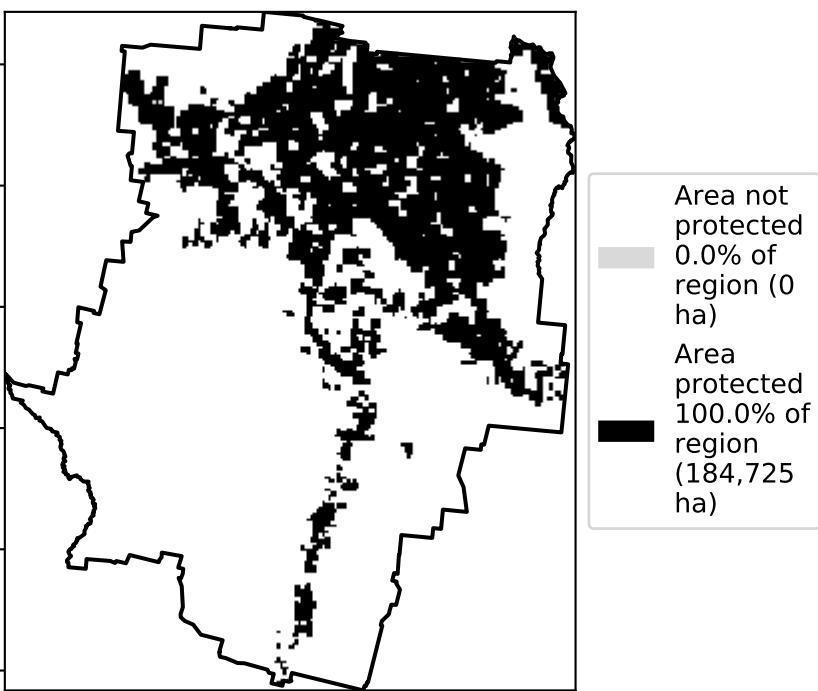 Area not
protected
0.0% of
region (0
ha)
Area
protected
100.0% of
region
(184,725
ha)